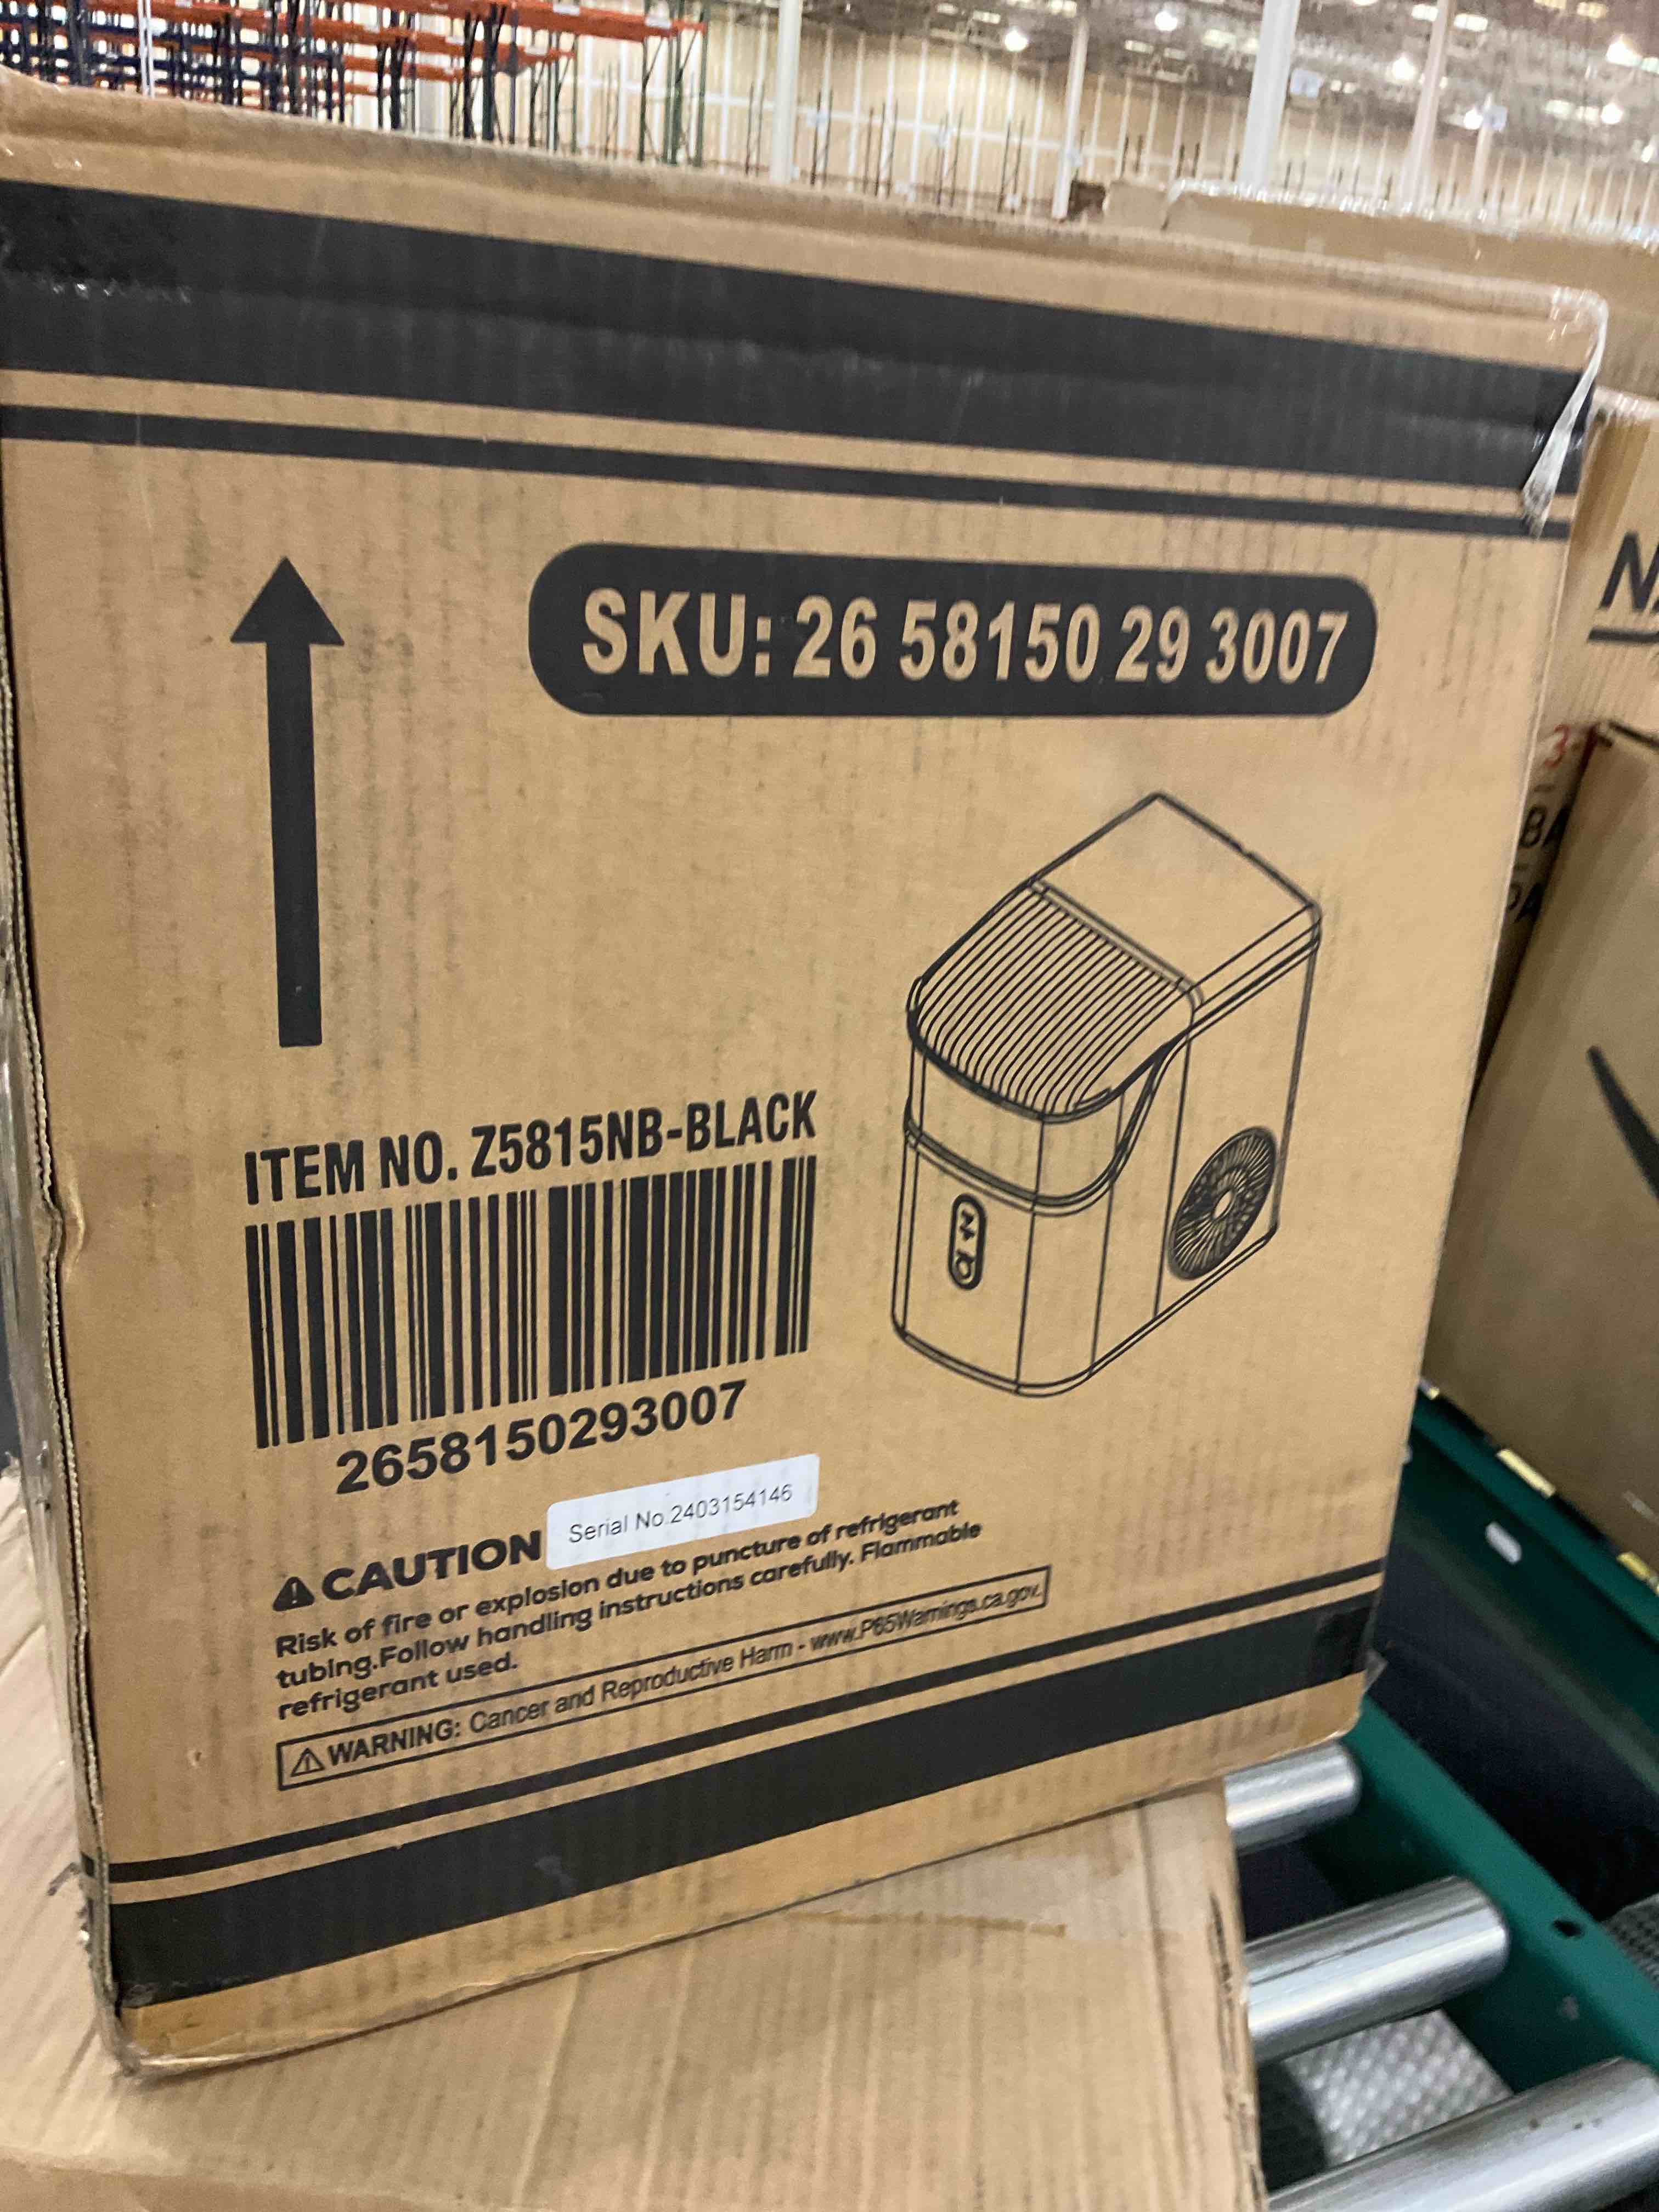 SKU: 26 58150 29 3007
ITEM NO. Z5815NB-BLACK
2658150293007
Serial No.2403154146
CAUTION
Risk of fire or explosion due to puncture of refrigerant
tubing.Follow handling instructions carefully. Flammable
refrigerant used.
WARNING: Cancer and Reproductive Harm - www.P65Warnings.ca.gov.